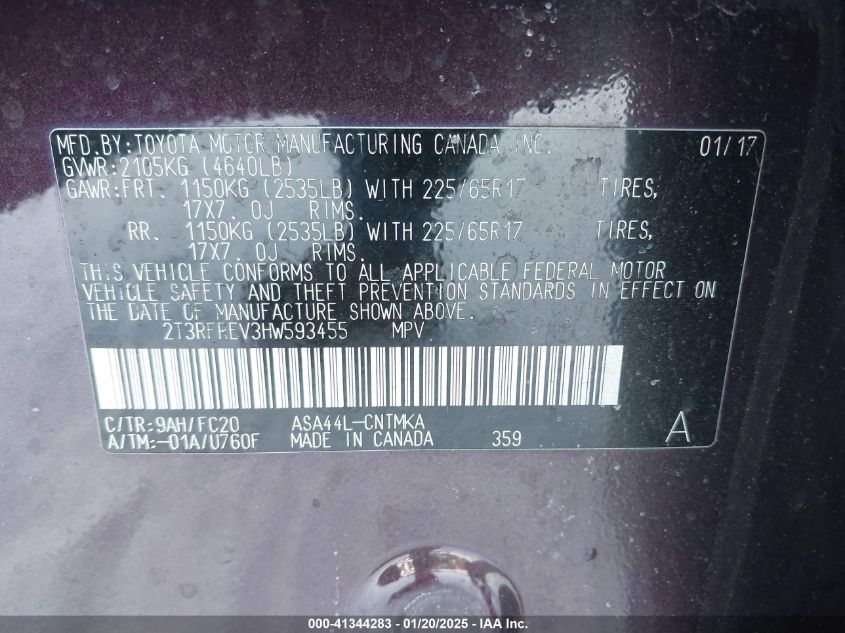 MFD.BY:TOYOTA MOTOR MANUFACTURING CANADA INC. 01/17
GVWR:2105KG (4640LB)
GAWR:FRT. 1150KG (2535LB) WITH 225/65R17 TIRES,
17X7.0J RIMS.
RR. 1150KG (2535LB) WITH 225/65R17 TIRES,
17X7.0J RIMS.
THIS VEHICLE CONFORMS TO ALL APPLICABLE FEDERAL MOTOR
VEHICLE SAFETY AND THEFT PREVENTION STANDARDS IN EFFECT ON
THE DATE OF MANUFACTURE SHOWN ABOVE.
2T3RFREV3HW593455 MPV
C/TR:9AH/FC20 ASA44L-CNTMKA
A/TM:-01A/U760F MADE IN CANADA 359 A
000-41344283 - 01/20/2025 - IAA Inc.